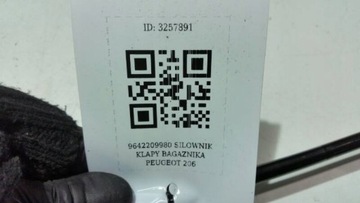 ID: 3257891
9642209980 SIŁOWNIK
KLAPY BAGAŻNIKA
PEUGEOT 206